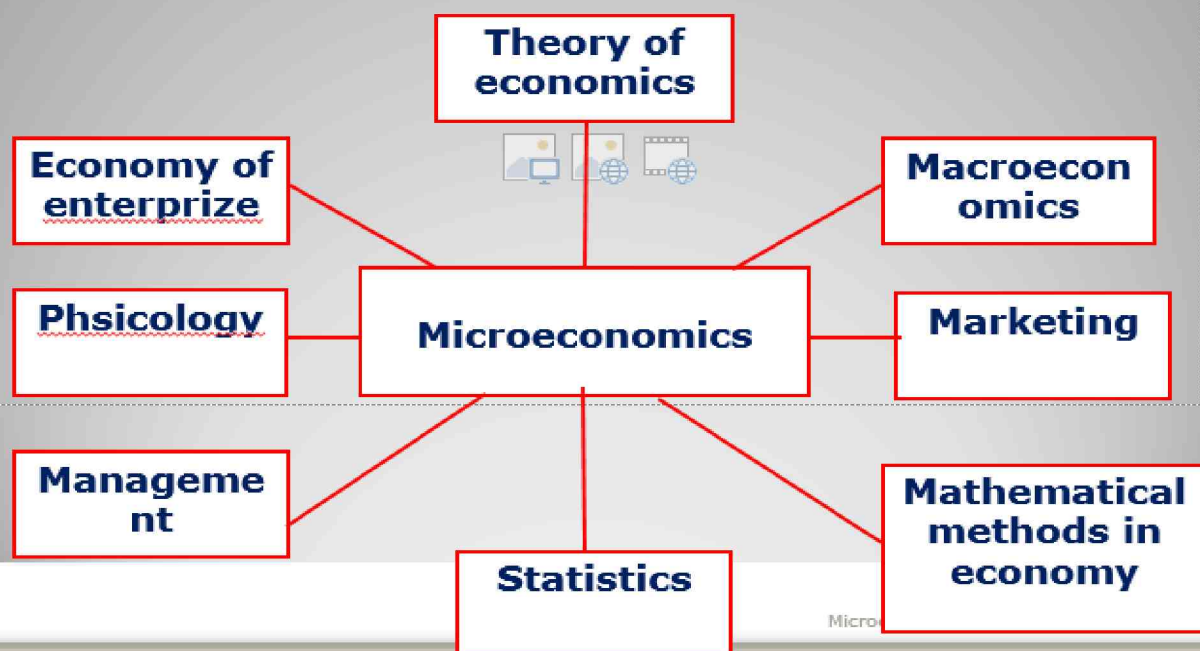 Theory of
economics
Economy of
enterprize
Macroecon
omics
Phsicology
Microeconomics
Marketing
Manageme
nt
Statistics
Mathematical
methods in
economy